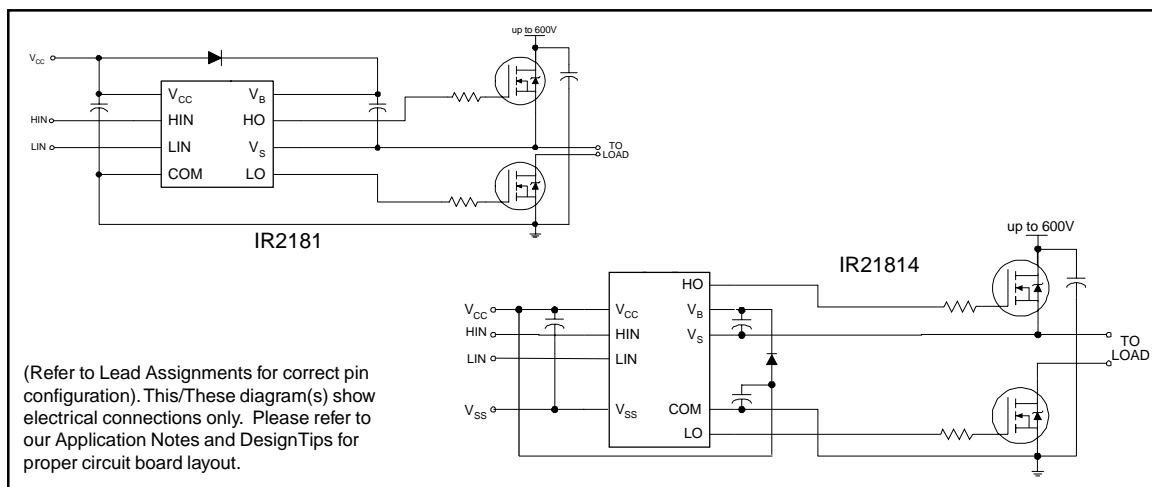 up to 600V
VCC
VCC
VB
HIN
HIN
HO
LIN
LIN
VS
TO
LOAD
COM
LO
IR2181
up to 600V
IR21814
HO
VCC
VCC
VB
HIN
HIN
VS
LIN
LIN
TO
LOAD
VSS
VSS
COM
LO
(Refer to Lead Assignments for correct pin
configuration). This/These diagram(s) show
electrical connections only. Please refer to
our Application Notes and DesignTips for
proper circuit board layout.